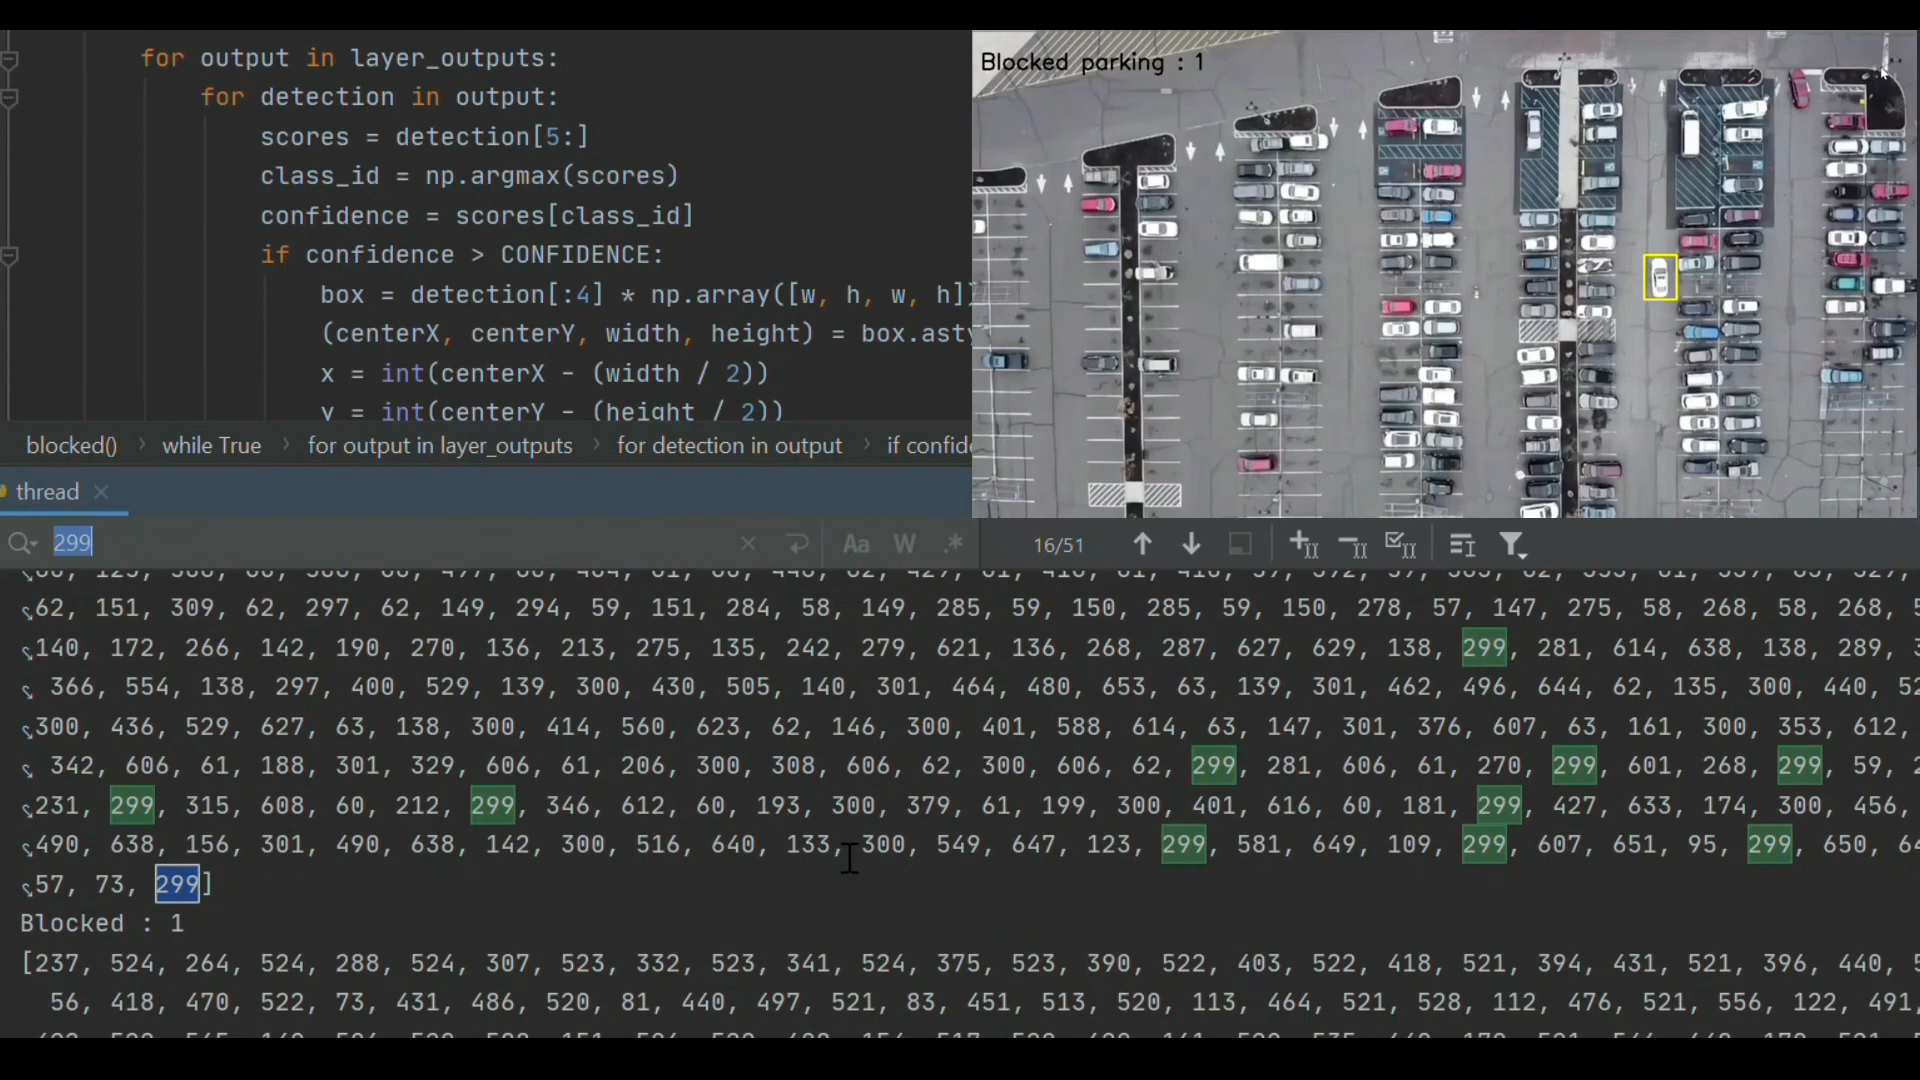 for output in layer_outputs:
for detection in output:
scores = detection[5:]
class_id = np.argmax(scores)
confidence = scores[class_id]
if confidence > CONFIDENCE:
box = detection[:4] * np.array([w, h, w, h])
(centerX, centerY, width, height) = box.asty
x = int(centerX - (width / 2))
y = int(centerY - (height / 2))
blocked() › while True › for output in layer_outputs › for detection in output › if confide
Blocked parking : 1
thread
299
Aa W .* 16/51
62, 151, 309, 62, 297, 62, 149, 294, 59, 151, 284, 58, 149, 285, 59, 150, 285, 59, 150, 278, 57, 147, 275, 58, 268, 58, 268,
140, 172, 266, 142, 190, 270, 136, 213, 275, 135, 242, 279, 621, 136, 268, 287, 627, 629, 138, 299, 281, 614, 638, 138, 289,
366, 554, 138, 297, 400, 529, 139, 300, 430, 505, 140, 301, 464, 480, 653, 63, 139, 301, 462, 496, 644, 62, 135, 300, 440,
300, 436, 529, 627, 63, 138, 300, 414, 560, 623, 62, 146, 300, 401, 588, 614, 63, 147, 301, 376, 607, 63, 161, 300, 353, 612,
342, 606, 61, 188, 301, 329, 606, 61, 206, 300, 308, 606, 62, 300, 606, 62, 299, 281, 606, 61, 270, 299, 601, 268, 299, 59,
231, 299, 315, 608, 60, 212, 299, 346, 612, 60, 193, 300, 379, 61, 199, 300, 401, 616, 60, 181, 299, 427, 633, 174, 300, 456,
490, 638, 156, 301, 490, 638, 142, 300, 516, 640, 133, 300, 549, 647, 123, 299, 581, 649, 109, 299, 607, 651, 95, 299, 650,
57, 73, 299]
Blocked : 1
[237, 524, 264, 524, 288, 524, 307, 523, 332, 523, 341, 524, 375, 523, 390, 522, 403, 522, 418, 521, 394, 431, 521, 396, 440,
56, 418, 470, 522, 73, 431, 486, 520, 81, 440, 497, 521, 83, 451, 513, 520, 113, 464, 521, 528, 112, 476, 521, 556, 122, 491,